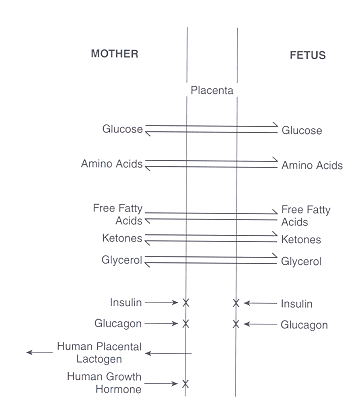 MOTHER FETUS
Placenta
Glucose Glucose
Amino Acids Amino Acids
Free Fatty Free Fatty
Acids Acids
Ketones Ketones
Glycerol Glycerol
Insulin X X Insulin
Glucagon X X Glucagon
Human Placental
Lactogen
Human Growth X
Hormone